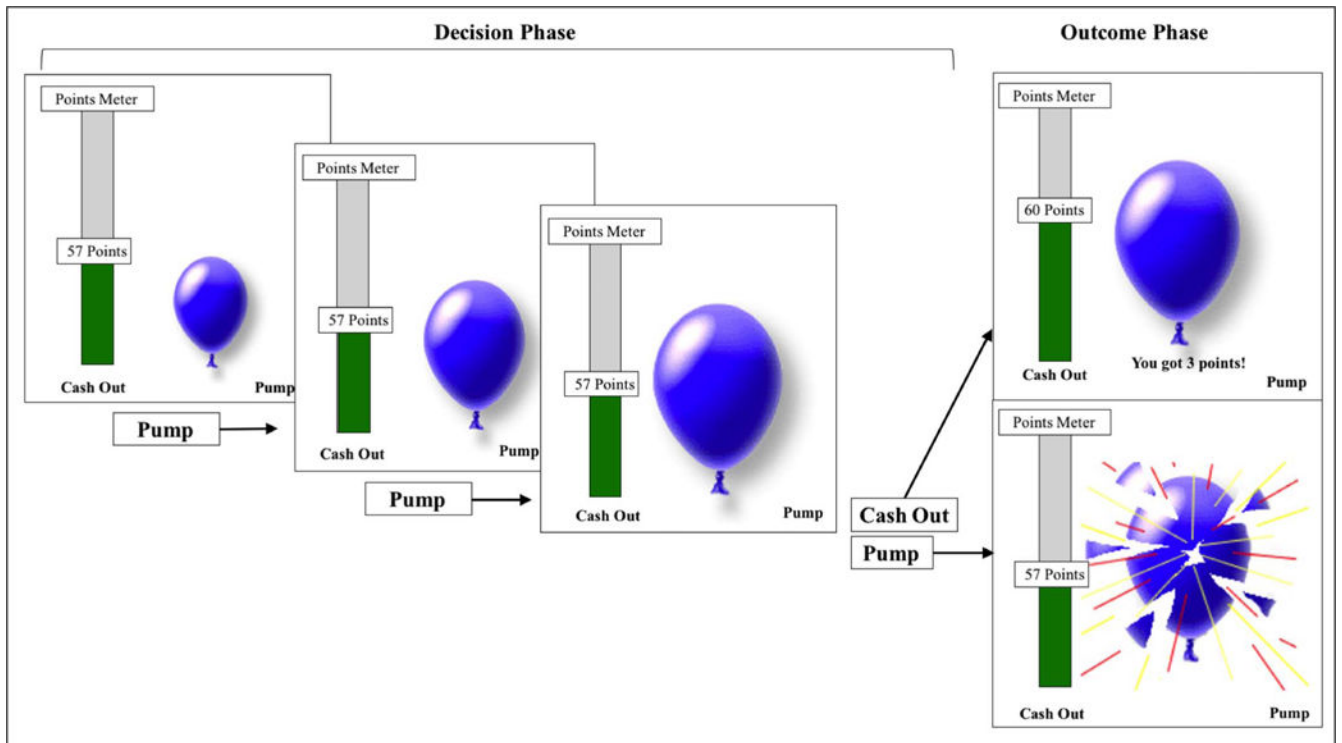 Decision Phase
Outcome Phase
Points Meter
57 Points
Cash Out
Pump
Pump
Points Meter
57 Points
Cash Out
Pump
Pump
Points Meter
57 Points
Cash Out
Pump
Cash Out
Pump
Points Meter
60 Points
You got 3 points!
Cash Out
Pump
Points Meter
57 Points
Cash Out
Pump